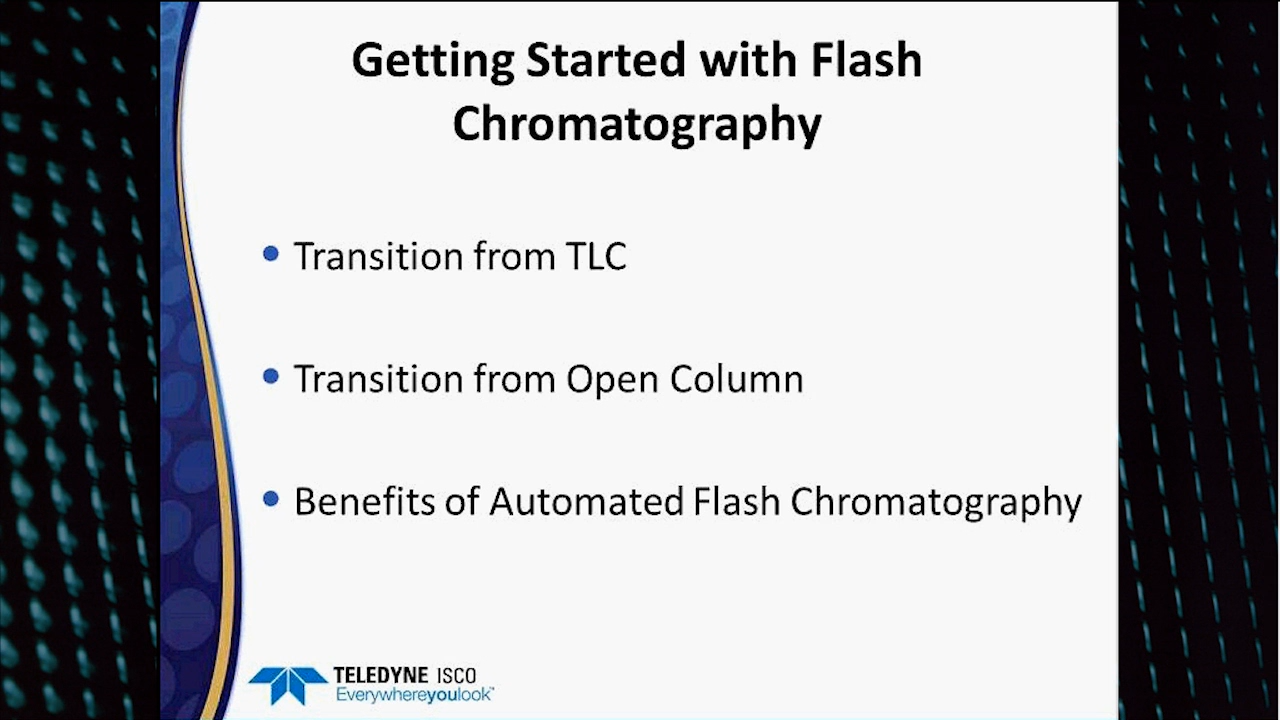 Getting Started with Flash
Chromatography
• Transition from TLC
• Transition from Open Column
• Benefits of Automated Flash Chromatography
TELEDYNE ISCO
Everywhereyoulook™